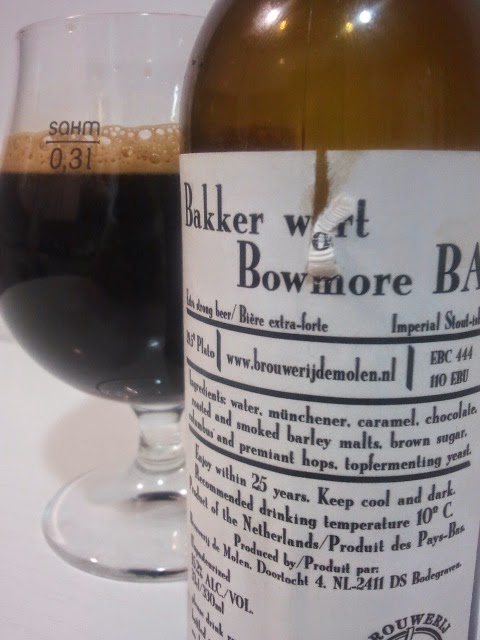 sahm
0,3l
Bakker wort
Bowmore BA
Extra strong beer/ Bière extra-forte
Imperial Stout-ish
Plato
www.brouwerijdemolen.nl
EBC 444
110 EBU
Ingredients: water, münchener, caramel, chocolate,
roasted and smoked barley malts, brown sugar,
columbus and premiant hops, topfermenting yeast.
Enjoy within 25 years. Keep cool and dark.
Recommended drinking temperature 10° C.
Product of the Netherlands/Produit des Pays-Bas
Produced by/Produit par:
Brouwerij de Molen, Doortocht 4, NL-2411 DS Bodegraven.
ALC/VOL.
330ml
BROUWERIJ